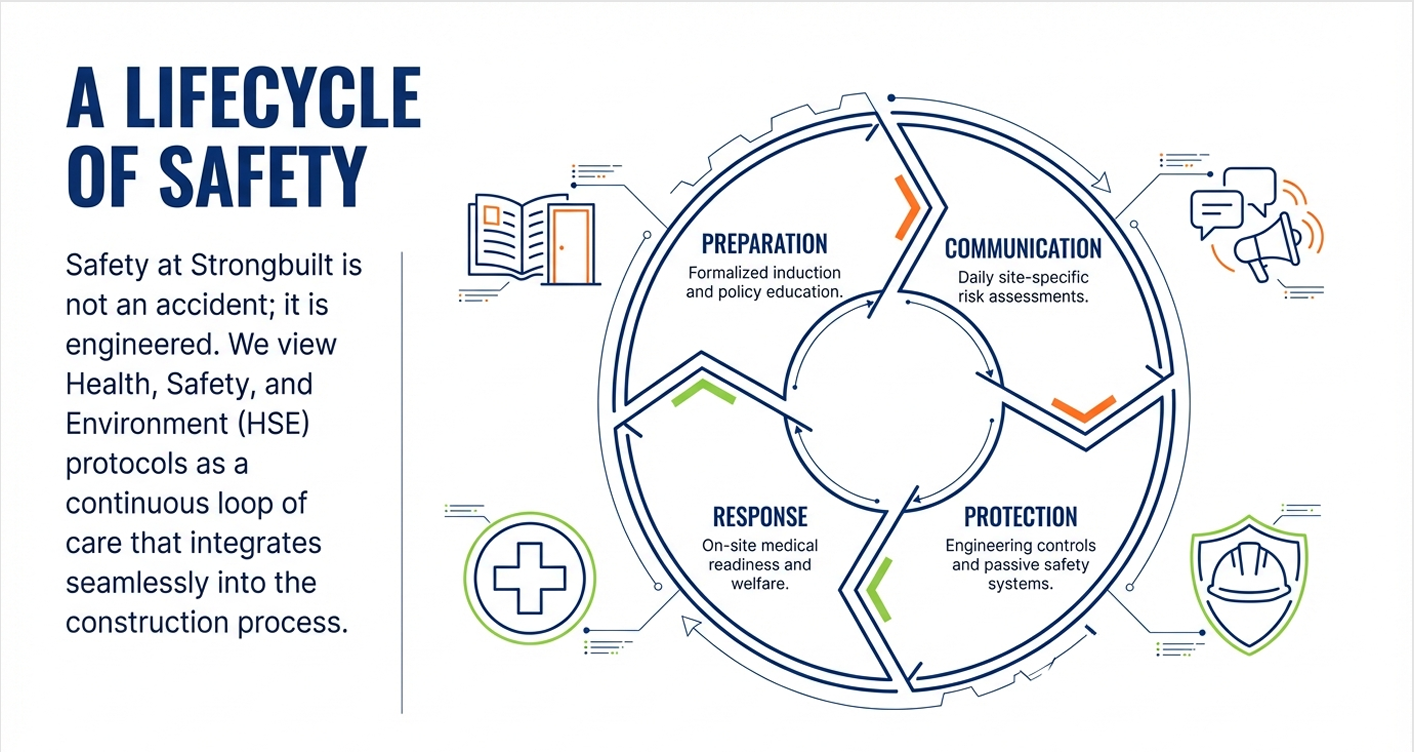 A LIFECYCLE
OF SAFETY
Safety at Strongbuilt is
not an accident; it is
engineered. We view
Health, Safety, and
Environment (HSE)
protocols as a
continuous loop of
care that integrates
seamlessly into the
construction process.
PREPARATION
Formalized induction
and policy education.
COMMUNICATION
Daily site-specific
risk assessments.
RESPONSE
On-site medical
readiness and
welfare.
PROTECTION
Engineering controls
and passive safety
systems.